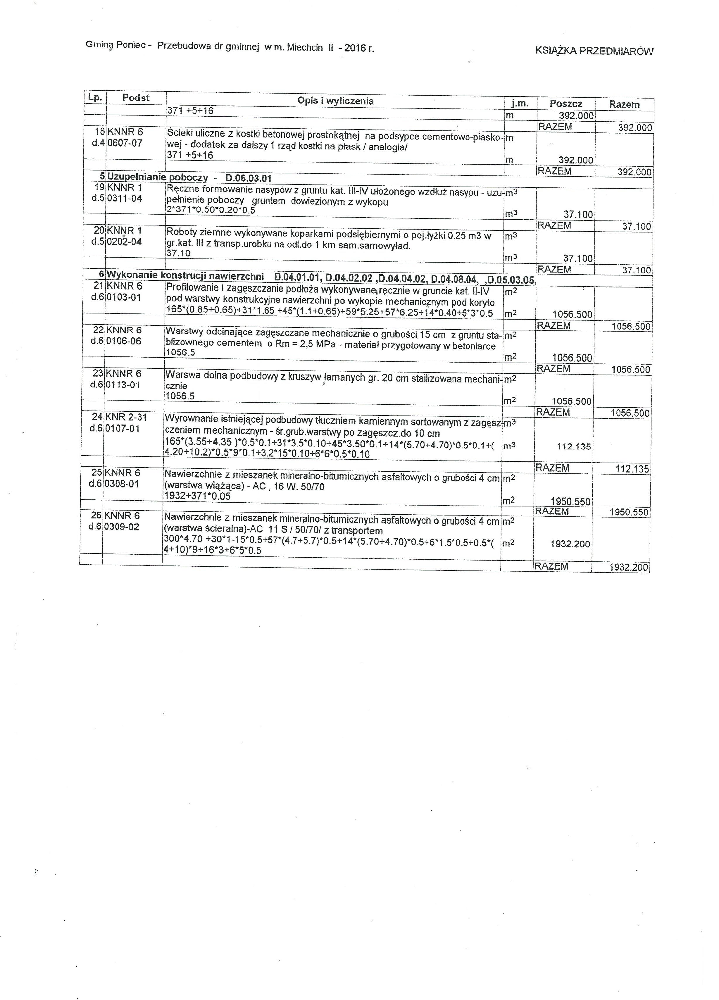 Gmina Poniec - Przebudowa dr gminnej w m. Miechcin II - 2016 r.
KSIĄŻKA PRZEDMIARÓW
Lp. Podst Opis i wyliczenia j.m. Poszcz Razem
371 +5+16 m 392.000
RAZEM 392.000
18 KNNR 6 Ścieki uliczne z kostki betonowej prostokątnej na podsypce cementowo-piasko- m
d.4 0607-07 wej - dodatek za dalszy 1 rząd kostki na płask / analogia/
371 +5+16 m 392.000
RAZEM 392.000
5 Uzupełnianie poboczy - D.06.03.01
19 KNNR 1 Ręczne formowanie nasypów z gruntu kat. III-IV ułożonego wzdłuż nasypu - uzu- m3
d.5 0311-04 pełnienie poboczy gruntem dowiezionym z wykopu
2*371*0.50*0.20*0.5 m3 37.100
RAZEM 37.100
20 KNNR 1 Roboty ziemne wykonywane koparkami podsiębiernymi o poj.łyżki 0.25 m3 w m3
d.5 0202-04 gr.kat. III z transp.urobku na odl.do 1 km sam.samowyład.
37.10 m3 37.100
RAZEM 37.100
6 Wykonanie konstrucji nawierzchni D.04.01.01, D.04.02.02 ,D.04.04.02, D.04.08.04, ,D.05.03.05,
21 KNNR 6 Profilowanie i zagęszczanie podłoża wykonywane ręcznie w gruncie kat. II-IV m2
d.6 0103-01 pod warstwy konstrukcyjne nawierzchni po wykopie mechanicznym pod koryto
165*(0.85+0.65)+31*1.65 +45*(1.1+0.65)+59*5.25+57*6.25+14*0.40+5*3*0.5 m2 1056.500
RAZEM 1056.500
22 KNNR 6 Warstwy odcinające zagęszczane mechanicznie o grubości 15 cm z gruntu sta- m2
d.6 0106-06 blizownego cementem o Rm = 2,5 MPa - materiał przygotowany w betoniarce
1056.5 m2 1056.500
RAZEM 1056.500
23 KNNR 6 Warswa dolna podbudowy z kruszyw łamanych gr. 20 cm stailizowana mechani- m2
d.6 0113-01 cznie
1056.5 m2 1056.500
RAZEM 1056.500
24 KNR 2-31 Wyrownanie istniejącej podbudowy tłuczniem kamiennym sortowanym z zagęsz- m3
d.6 0107-01 czeniem mechanicznym - śr.grub.warstwy po zagęszcz.do 10 cm
165*(3.55+4.35 )*0.5*0.1+31*3.5*0.10+45*3.50*0.1+14*(5.70+4.70)*0.5*0.1+( m3 112.135
4.20+10.2)*0.5*9*0.1+3.2*15*0.10+6*6*0.5*0.10
RAZEM 112.135
25 KNNR 6 Nawierzchnie z mieszanek mineralno-bitumicznych asfaltowych o grubości 4 cm m2
d.6 0308-01 (warstwa wiążąca) - AC , 16 W. 50/70
1932+371*0.05 m2 1950.550
RAZEM 1950.550
26 KNNR 6 Nawierzchnie z mieszanek mineralno-bitumicznych asfaltowych o grubości 4 cm m2
d.6 0309-02 (warstwa ścieralna)-AC 11 S / 50/70/ z transportem
300*4.70 +30*1-15*0.5+57*(4.7+5.7)*0.5+14*(5.70+4.70)*0.5+6*1.5*0.5+0.5*( m2 1932.200
4+10)*9+16*3+6*5*0.5
RAZEM 1932.200